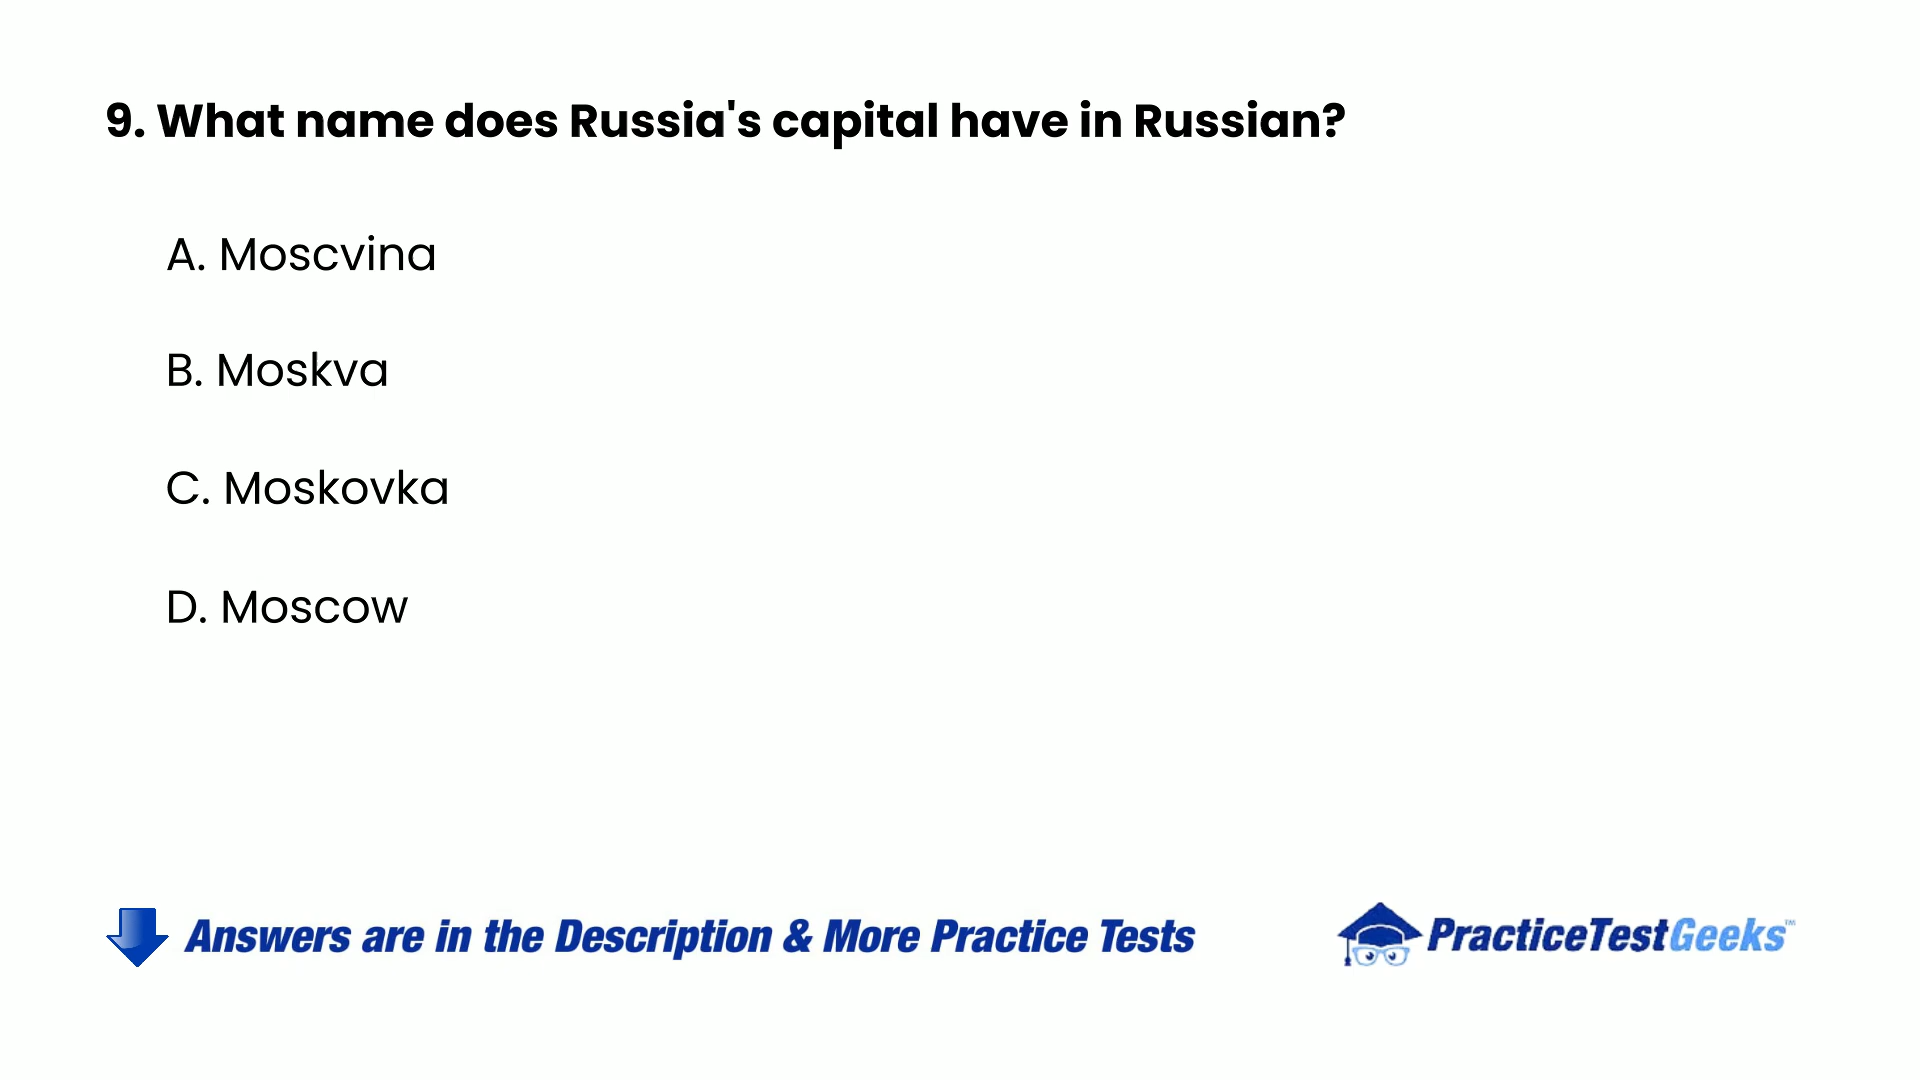 9. What name does Russia's capital have in Russian?
A. Moscvina
B. Moskva
C. Moskovka
D. Moscow
Answers are in the Description & More Practice Tests
PracticeTestGeeks™